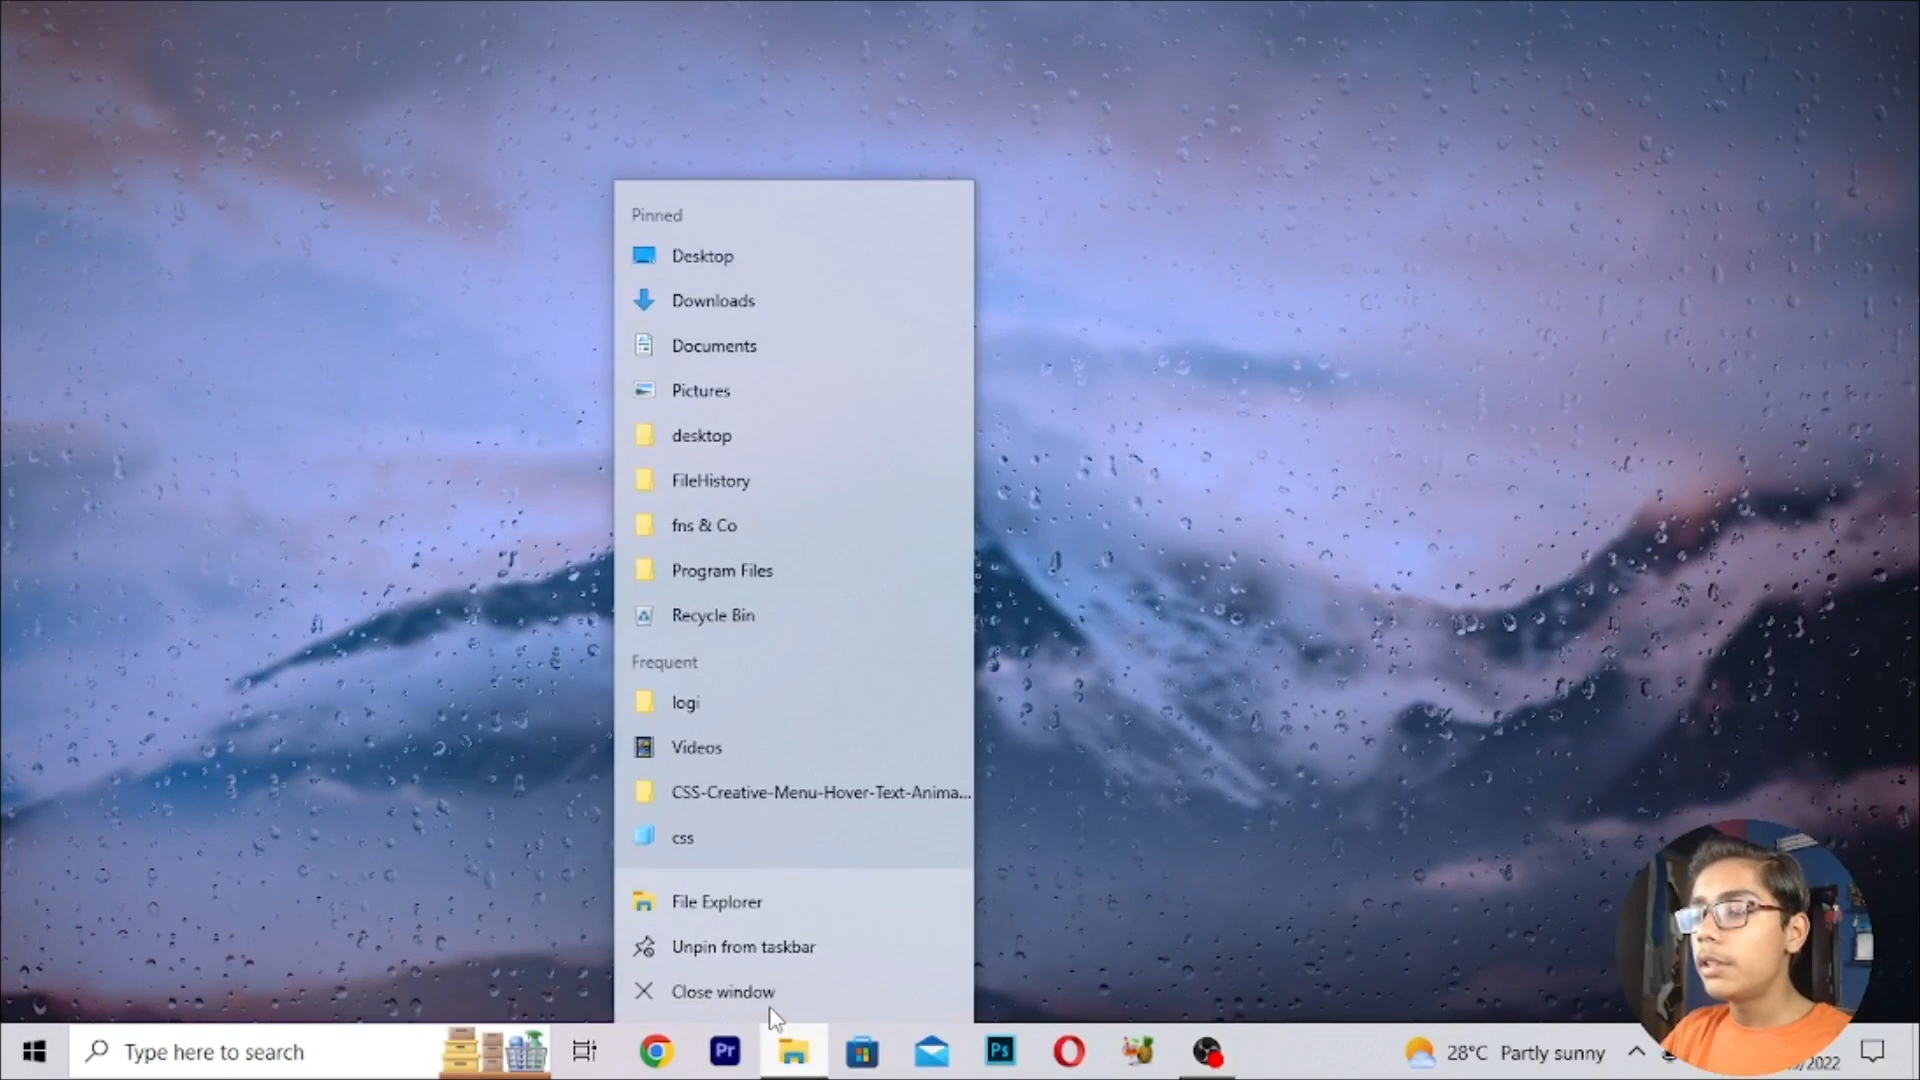 Pinned
Desktop
Downloads
Documents
Pictures
desktop
FileHistory
fns & Co
Program Files
Recycle Bin
Frequent
logi
Videos
CSS-Creative-Menu-Hover-Text-Anima...
css
File Explorer
Unpin from taskbar
Close window
Type here to search
Pr
Ps
28°C Partly sunny
/2022